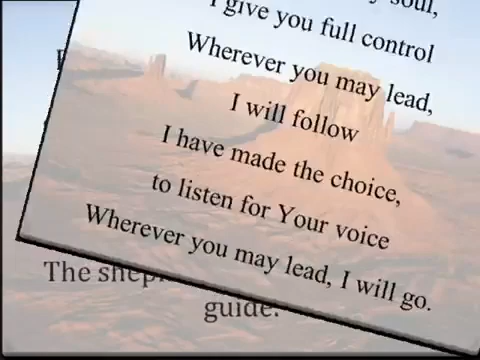 soul,
I give you full control
Wherever you may lead,
I will follow
I have made the choice,
to listen for Your voice
Wherever you may lead, I will go.
The
guide.